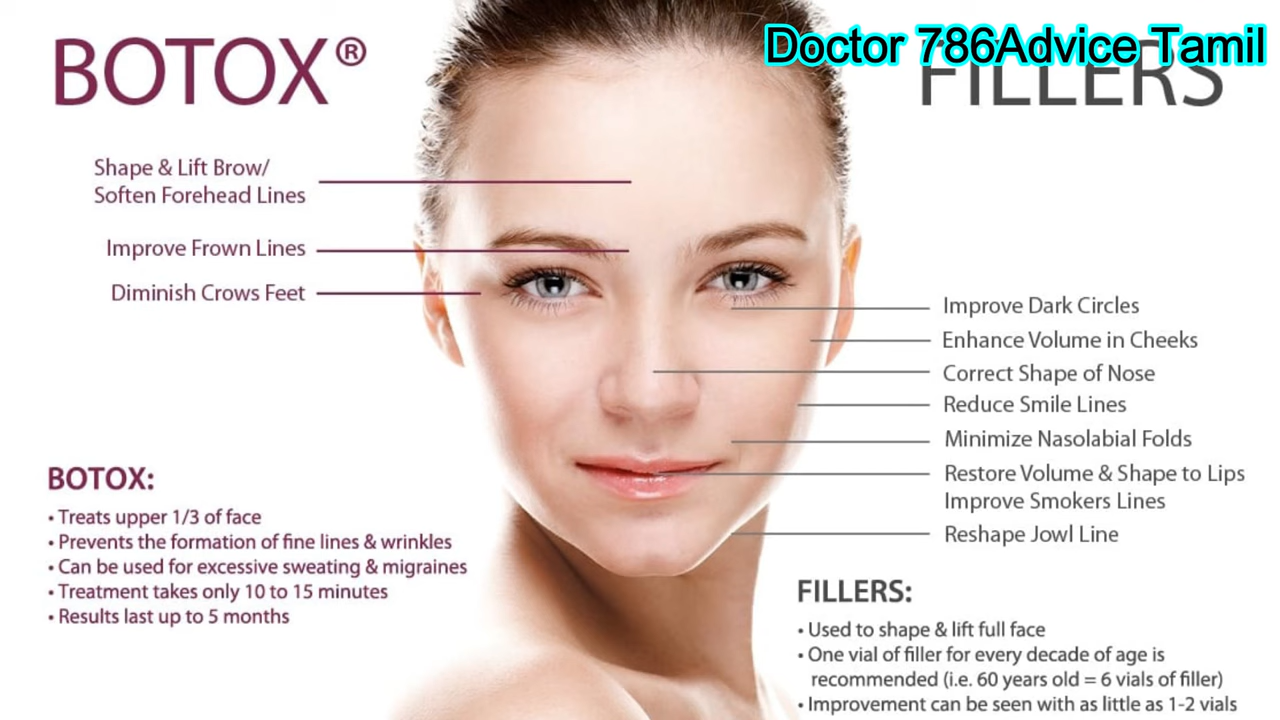 BOTOX®
Doctor 786Advice Tamil
FILLERS
Shape & Lift Brow/
Soften Forehead Lines
Improve Frown Lines
Diminish Crows Feet
Improve Dark Circles
Enhance Volume in Cheeks
Correct Shape of Nose
Reduce Smile Lines
Minimize Nasolabial Folds
Restore Volume & Shape to Lips
Improve Smokers Lines
Reshape Jowl Line
BOTOX:
• Treats upper 1/3 of face
• Prevents the formation of fine lines & wrinkles
• Can be used for excessive sweating & migraines
• Treatment takes only 10 to 15 minutes
• Results last up to 5 months
FILLERS:
• Used to shape & lift full face
• One vial of filler for every decade of age is
recommended (i.e. 60 years old = 6 vials of filler)
• Improvement can be seen with as little as 1-2 vials